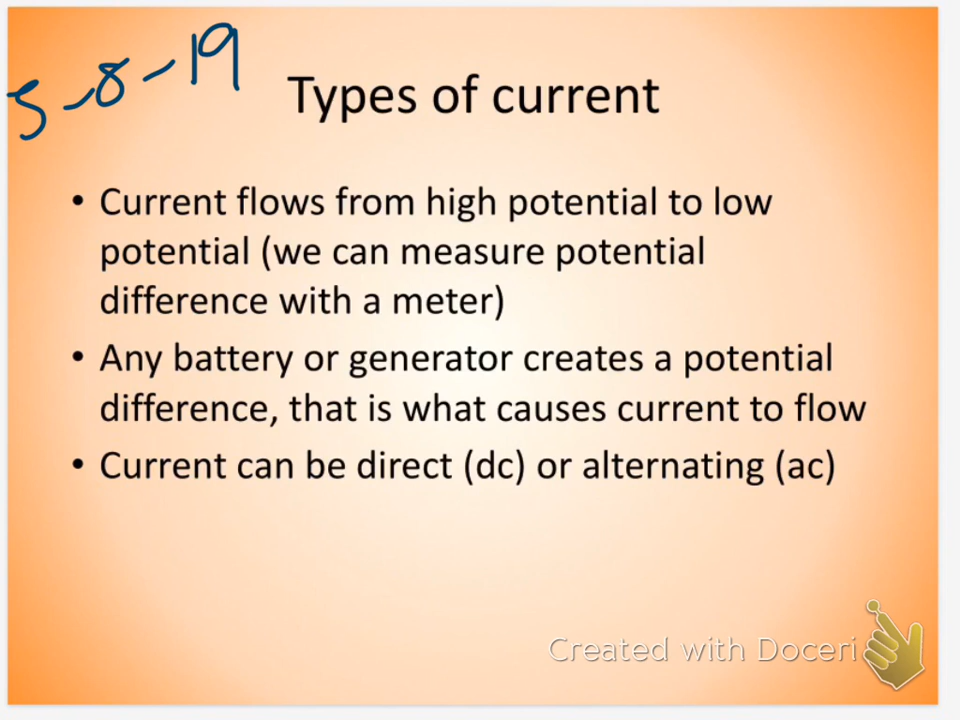 5-8-19
Types of current
• Current flows from high potential to low
potential (we can measure potential
difference with a meter)
• Any battery or generator creates a potential
difference, that is what causes current to flow
• Current can be direct (dc) or alternating (ac)
Created with Doceri